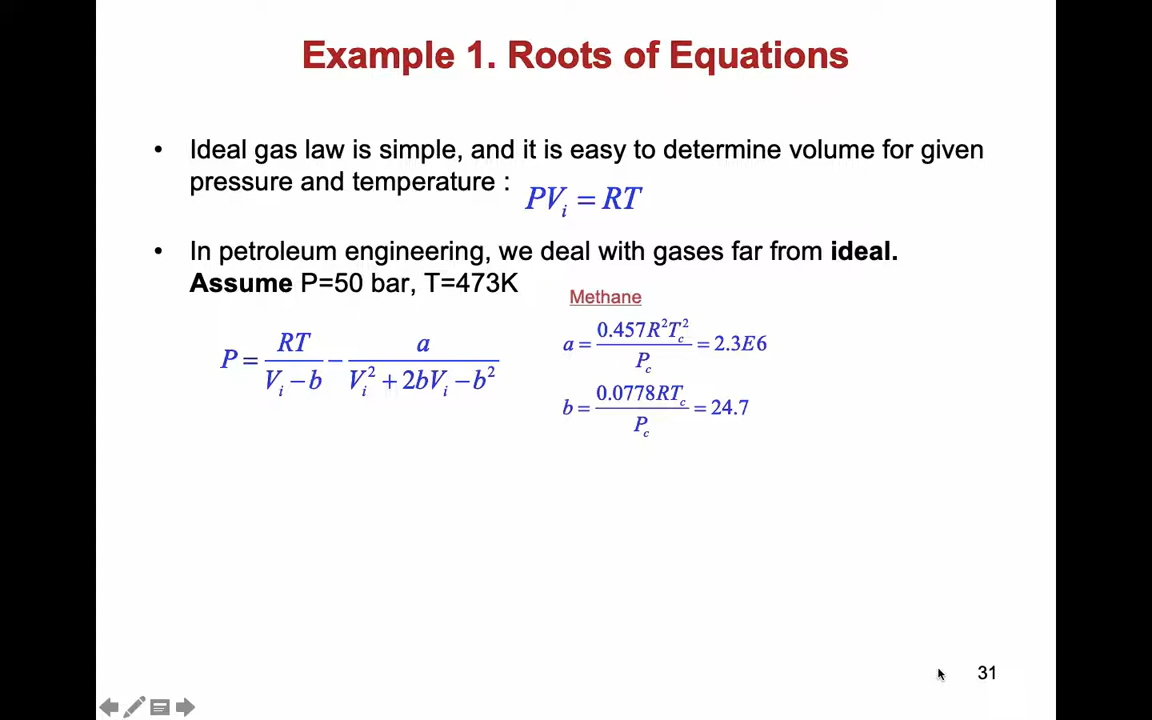 Example 1. Roots of Equations
• Ideal gas law is simple, and it is easy to determine volume for given
pressure and temperature :
PV_i = RT
• In petroleum engineering, we deal with gases far from ideal.
Assume P=50 bar, T=473K
Methane
P = RT / (V_i − b) − a / (V_i^2 + 2bV_i − b^2)
a = 0.457R^2T_c^2 / P_c = 2.3E6
b = 0.0778RT_c / P_c = 24.7
31